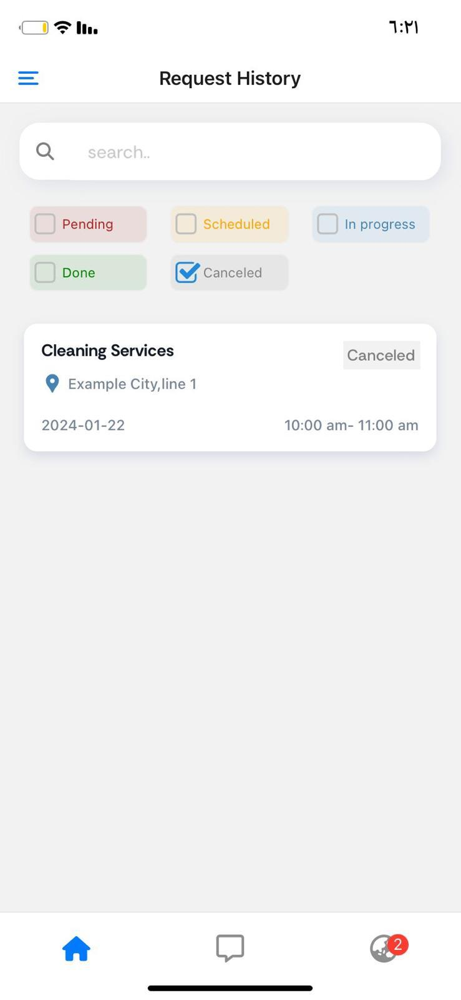 ٦:٢١
Request History
search..
Pending
Scheduled
In progress
Done
Canceled
Cleaning Services
Canceled
Example City,line 1
2024-01-22
10:00 am- 11:00 am
2